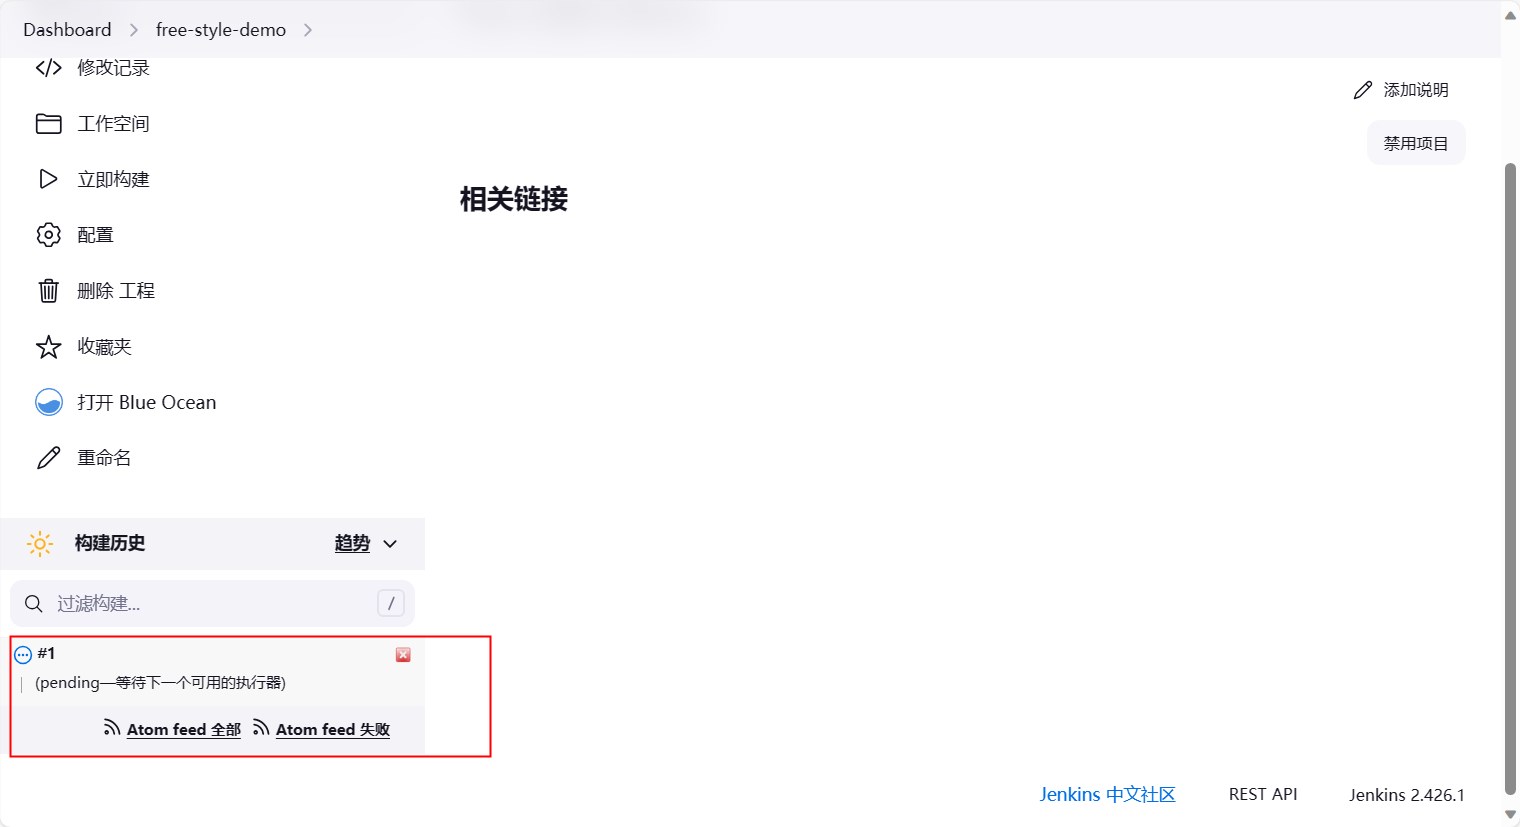 Dashboard > free-style-demo >
修改记录
工作空间
立即构建
配置
删除 工程
收藏夹
打开 Blue Ocean
重命名
添加说明
禁用项目
相关链接
构建历史 趋势
过滤构建... /
#1
(pending—等待下一个可用的执行器)
Atom feed 全部 Atom feed 失败
Jenkins 中文社区 REST API Jenkins 2.426.1